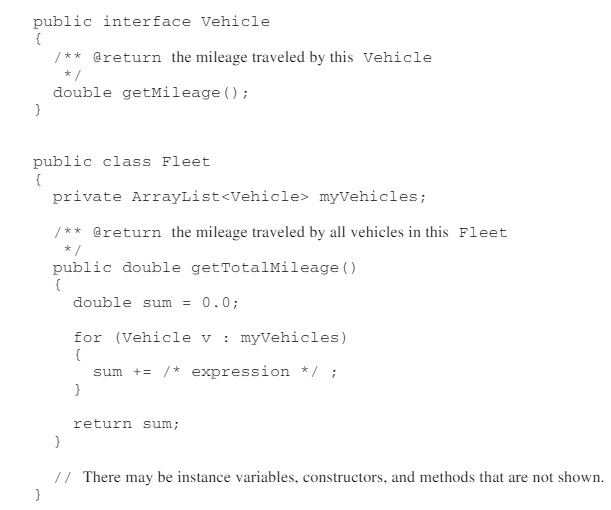 public interface Vehicle
{
/** @return the mileage traveled by this Vehicle
*/
double getMileage();
}
public class Fleet
{
private ArrayList<Vehicle> myVehicles;
/** @return the mileage traveled by all vehicles in this Fleet
*/
public double getTotalMileage()
{
double sum = 0.0;
for (Vehicle v : myVehicles)
{
sum += /* expression */ ;
}
return sum;
}
// There may be instance variables, constructors, and methods that are not shown.
}